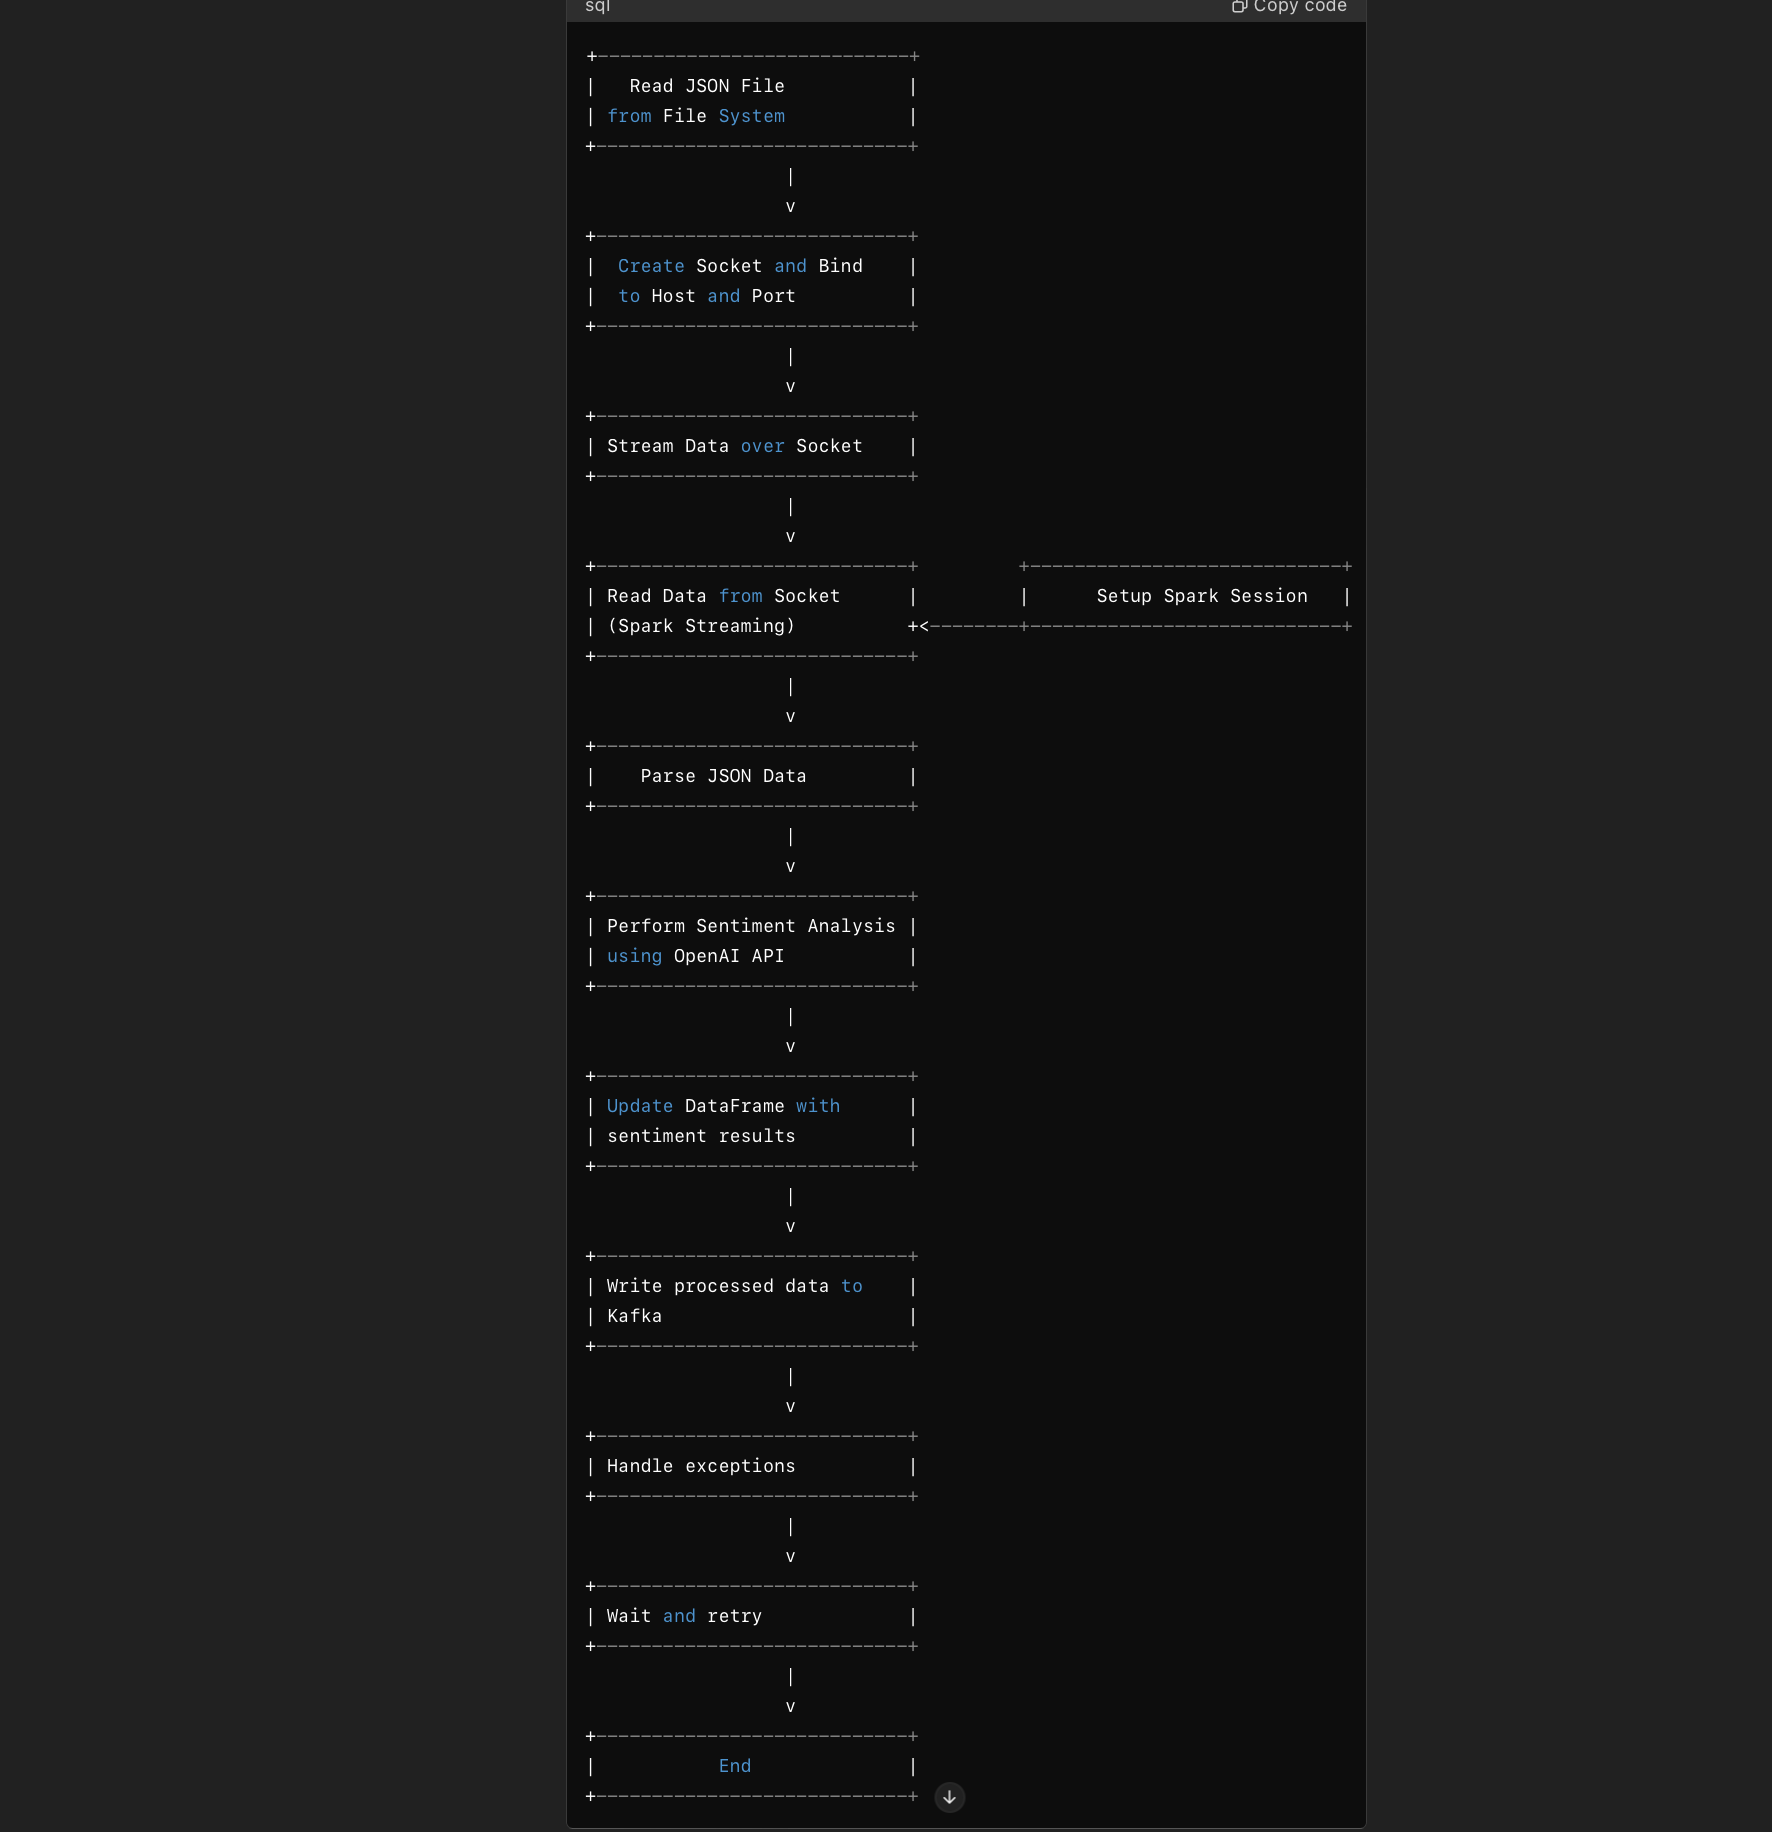 sql Copy code
+----------------------------+
|   Read JSON File           |
| from File System           |
+----------------------------+
                  |
                  v
+----------------------------+
|  Create Socket and Bind    |
|  to Host and Port          |
+----------------------------+
                  |
                  v
+----------------------------+
| Stream Data over Socket    |
+----------------------------+
                  |
                  v
+----------------------------+         +----------------------------+
| Read Data from Socket      |         |      Setup Spark Session   |
| (Spark Streaming)          +<--------+----------------------------+
+----------------------------+
                  |
                  v
+----------------------------+
|    Parse JSON Data         |
+----------------------------+
                  |
                  v
+----------------------------+
| Perform Sentiment Analysis |
| using OpenAI API           |
+----------------------------+
                  |
                  v
+----------------------------+
| Update DataFrame with      |
| sentiment results          |
+----------------------------+
                  |
                  v
+----------------------------+
| Write processed data to    |
| Kafka                      |
+----------------------------+
                  |
                  v
+----------------------------+
| Handle exceptions          |
+----------------------------+
                  |
                  v
+----------------------------+
| Wait and retry             |
+----------------------------+
                  |
                  v
+----------------------------+
|           End              |
+----------------------------+